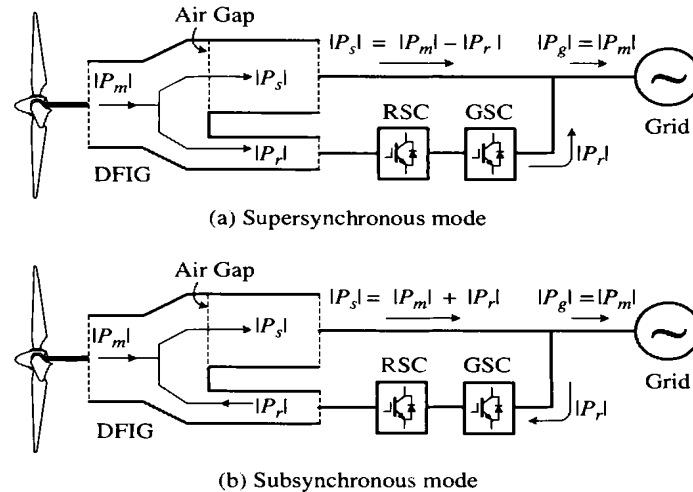 Air Gap
|Ps| = |Pm| − |Pr| |Pg| = |Pm|
|Pm| |Ps|
RSC GSC
Grid
|Pr| |Pr|
DFIG
(a) Supersynchronous mode
Air Gap
|Ps| = |Pm| + |Pr| |Pg| = |Pm|
|Pm| |Ps|
RSC GSC
Grid
|Pr| |Pr|
DFIG
(b) Subsynchronous mode